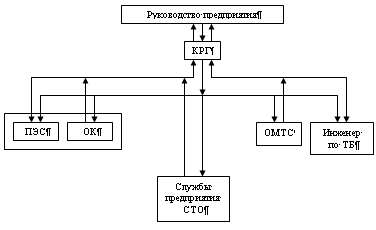 Руководство предприятия¶
КРГ¶
ПЭС¶
ОК¶
ОМТС
Инженер
по ТБ¶
Службы
предприятия
СТО¶